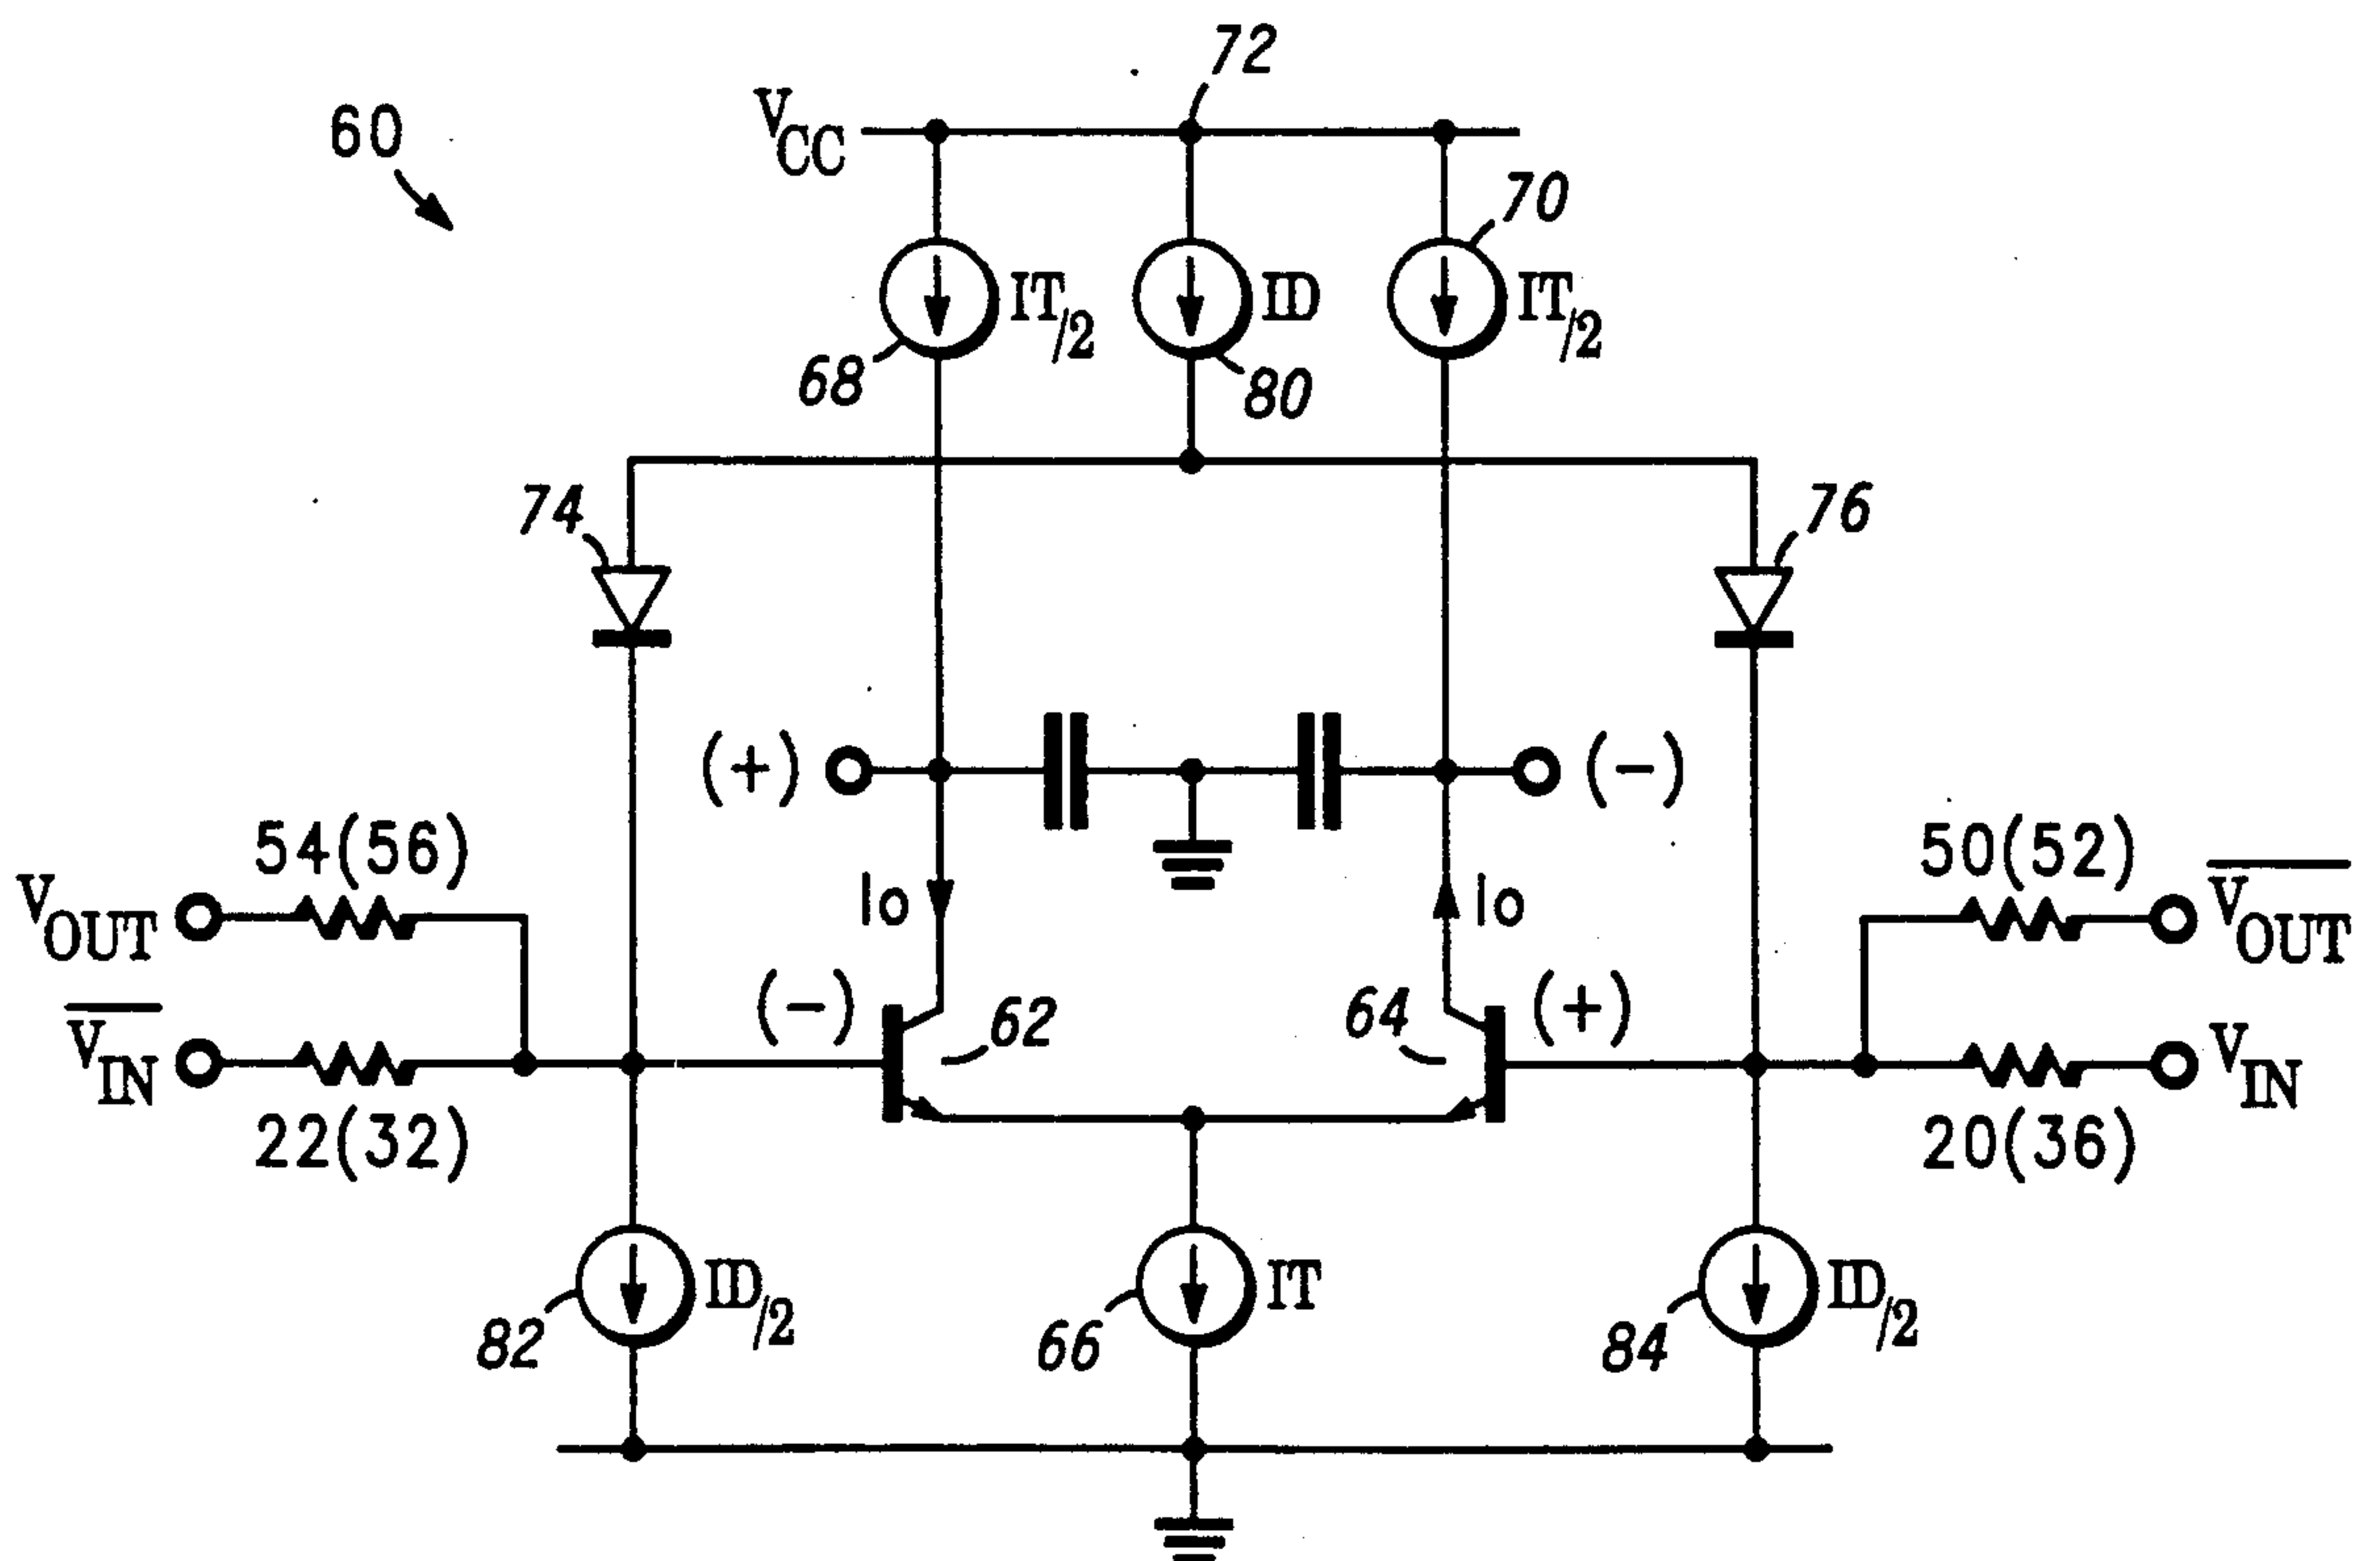 72
60
VCC
70
IT/2
ID
IT/2
68
80
74
76
(+)
(-)
54(56)
50(52)
VOUT
Io
Io
VOUT
(-)
62
64
(+)
VIN
VIN
22(32)
20(36)
ID/2
IT
ID/2
82
66
84